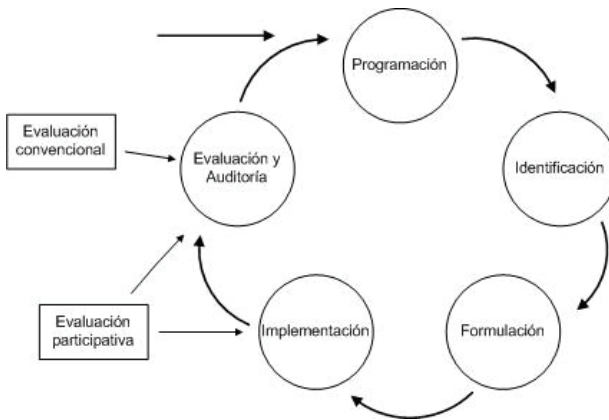 Programación
Evaluación
convencional
Evaluación y
Auditoría
Identificación
Evaluación
participativa
Implementación
Formulación